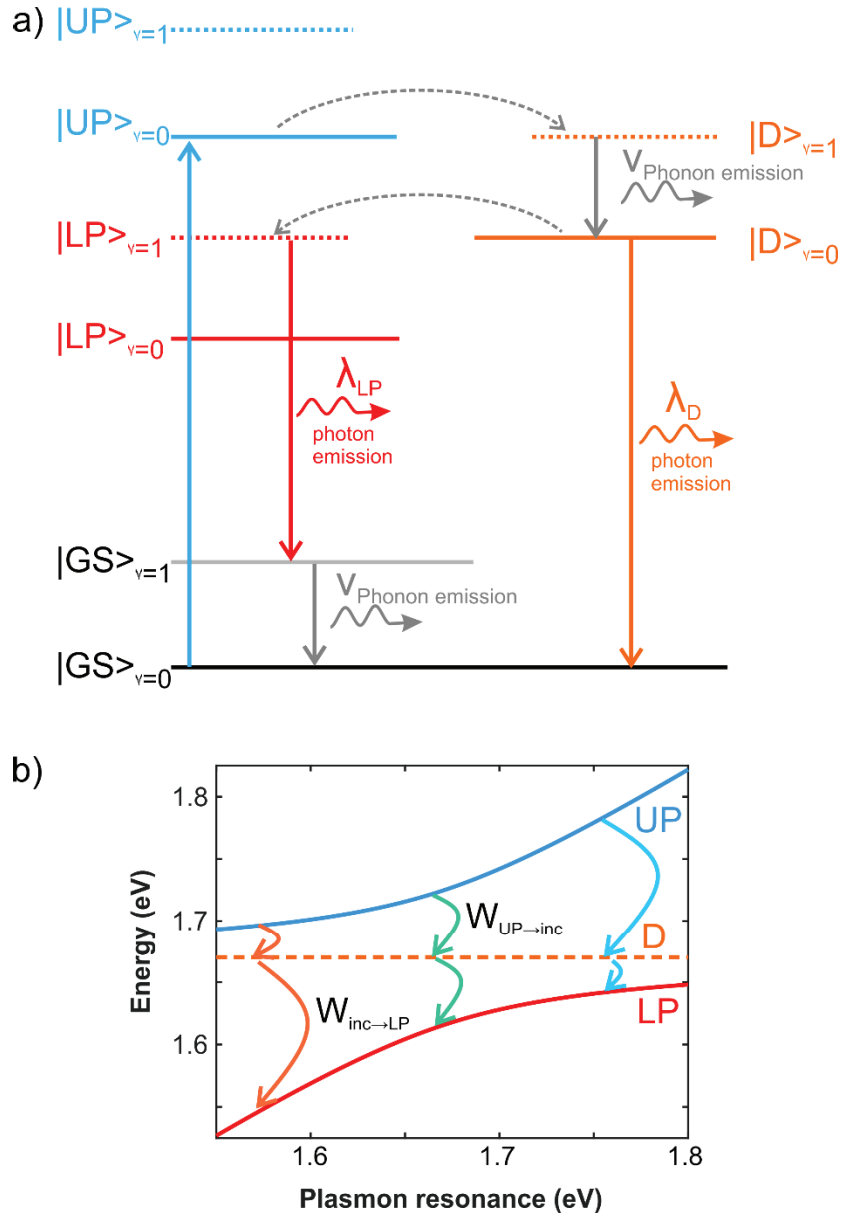 a)
|UP>γ=1
|UP>γ=0
|D>γ=1
VPhonon emission
|LP>γ=1
|D>γ=0
|LP>γ=0
λLP
photon
emission
λD
photon
emission
|GS>γ=1
VPhonon emission
|GS>γ=0
b)
1.8
UP
WUP→inc
1.7
D
Energy (eV)
Winc→LP
LP
1.6
1.6
1.7
1.8
Plasmon resonance (eV)